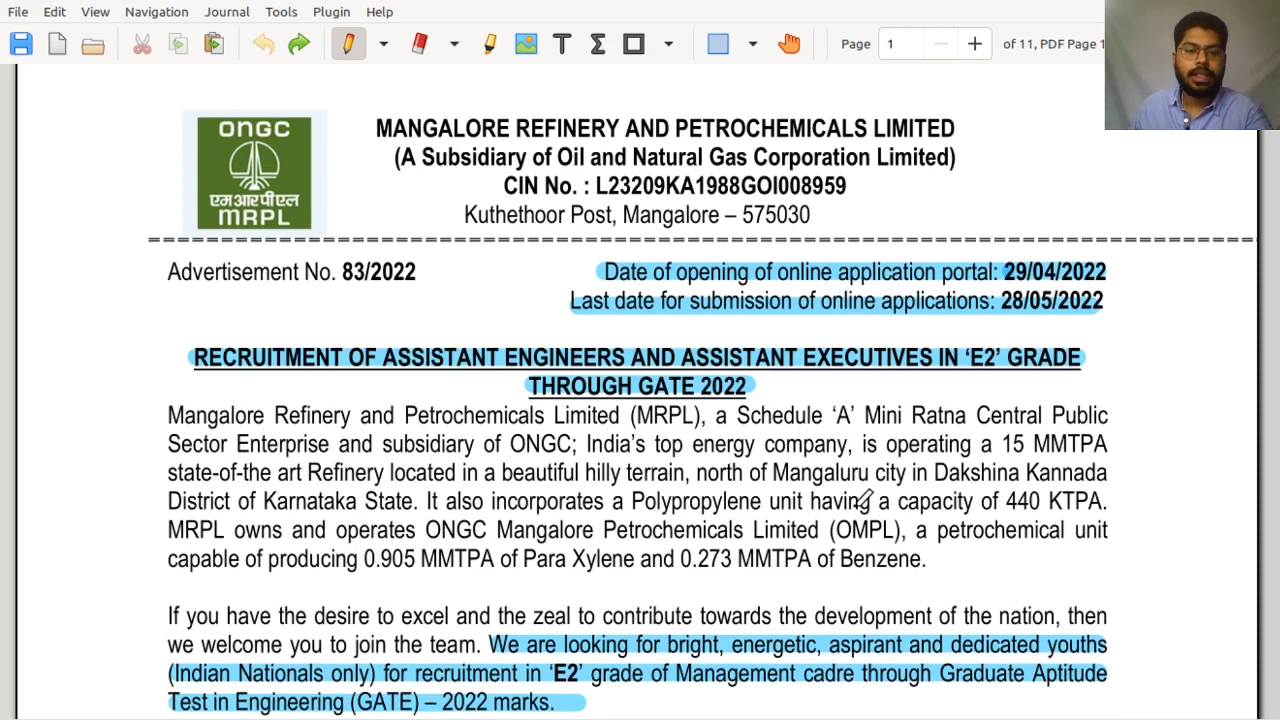 File Edit View Navigation Journal Tools Plugin Help
Page 1 of 11, PDF Page 1
ONGC
एम आर पी एल
MRPL
MANGALORE REFINERY AND PETROCHEMICALS LIMITED
(A Subsidiary of Oil and Natural Gas Corporation Limited)
CIN No. : L23209KA1988GOI008959
Kuthethoor Post, Mangalore – 575030
Advertisement No. 83/2022
Date of opening of online application portal: 29/04/2022
Last date for submission of online applications: 28/05/2022
RECRUITMENT OF ASSISTANT ENGINEERS AND ASSISTANT EXECUTIVES IN ‘E2’ GRADE
THROUGH GATE 2022
Mangalore Refinery and Petrochemicals Limited (MRPL), a Schedule ‘A’ Mini Ratna Central Public
Sector Enterprise and subsidiary of ONGC; India’s top energy company, is operating a 15 MMTPA
state-of-the art Refinery located in a beautiful hilly terrain, north of Mangaluru city in Dakshina Kannada
District of Karnataka State. It also incorporates a Polypropylene unit having a capacity of 440 KTPA.
MRPL owns and operates ONGC Mangalore Petrochemicals Limited (OMPL), a petrochemical unit
capable of producing 0.905 MMTPA of Para Xylene and 0.273 MMTPA of Benzene.
If you have the desire to excel and the zeal to contribute towards the development of the nation, then
we welcome you to join the team. We are looking for bright, energetic, aspirant and dedicated youths
(Indian Nationals only) for recruitment in ‘E2’ grade of Management cadre through Graduate Aptitude
Test in Engineering (GATE) – 2022 marks.